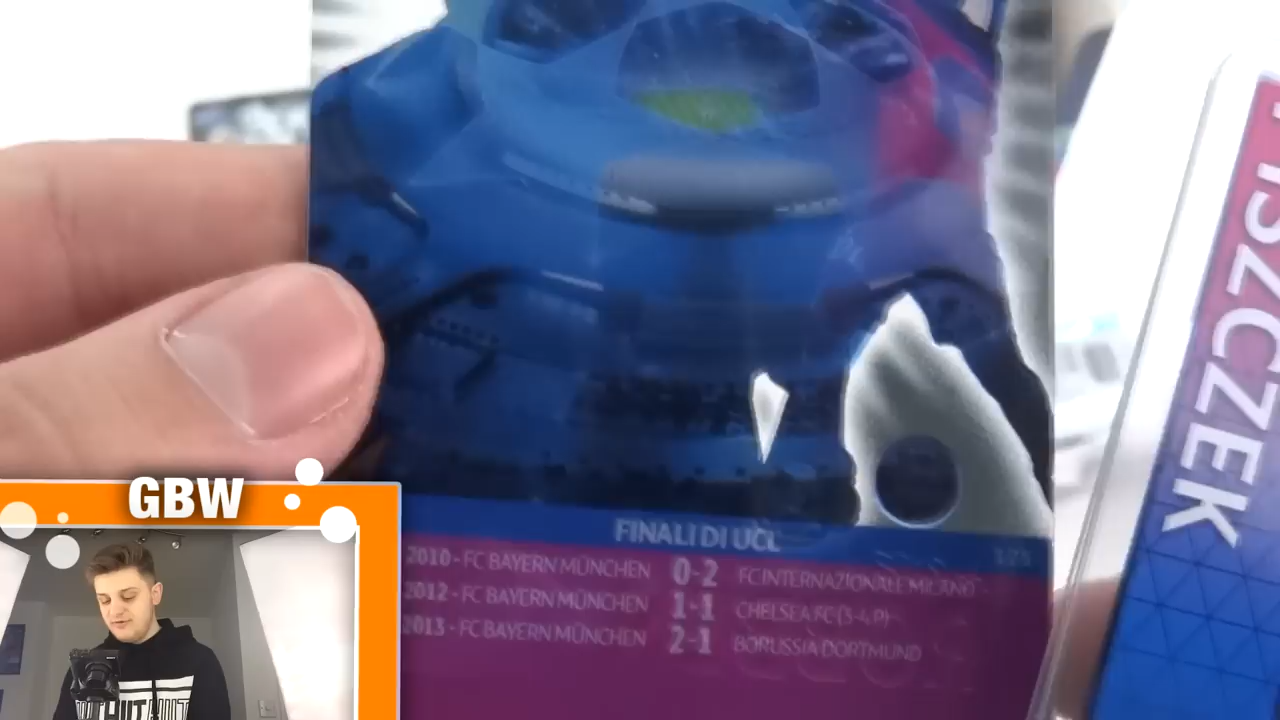 FINALI DI UCL
2010 - FC BAYERN MÜNCHEN 0-2 FC INTERNAZIONALE MILANO
2012 - FC BAYERN MÜNCHEN 1-1 CHELSEA FC (3-4 P)
2013 - FC BAYERN MÜNCHEN 2-1 BORUSSIA DORTMUND
ISZCZEK
GBW